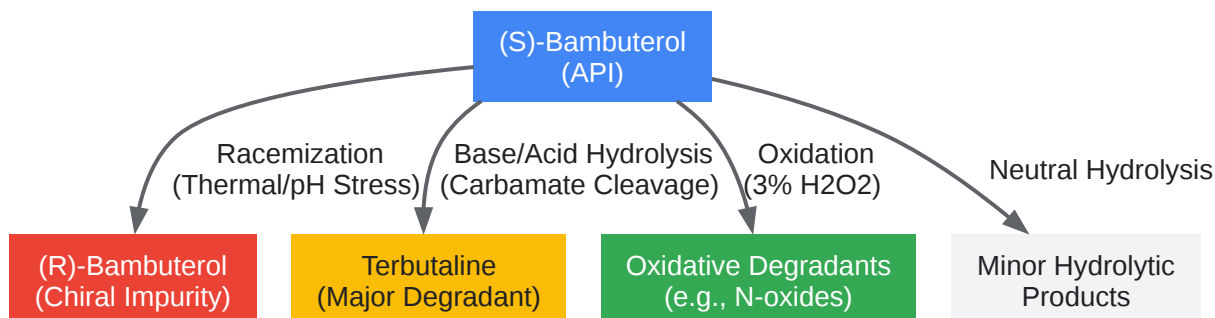 (S)-Bambuterol
(API)
Racemization
(Thermal/pH Stress)
Base/Acid Hydrolysis
(Carbamate Cleavage)
Oxidation
(3% H2O2)
Neutral Hydrolysis
(R)-Bambuterol
(Chiral Impurity)
Terbutaline
(Major Degradant)
Oxidative Degradants
(e.g., N-oxides)
Minor Hydrolytic
Products